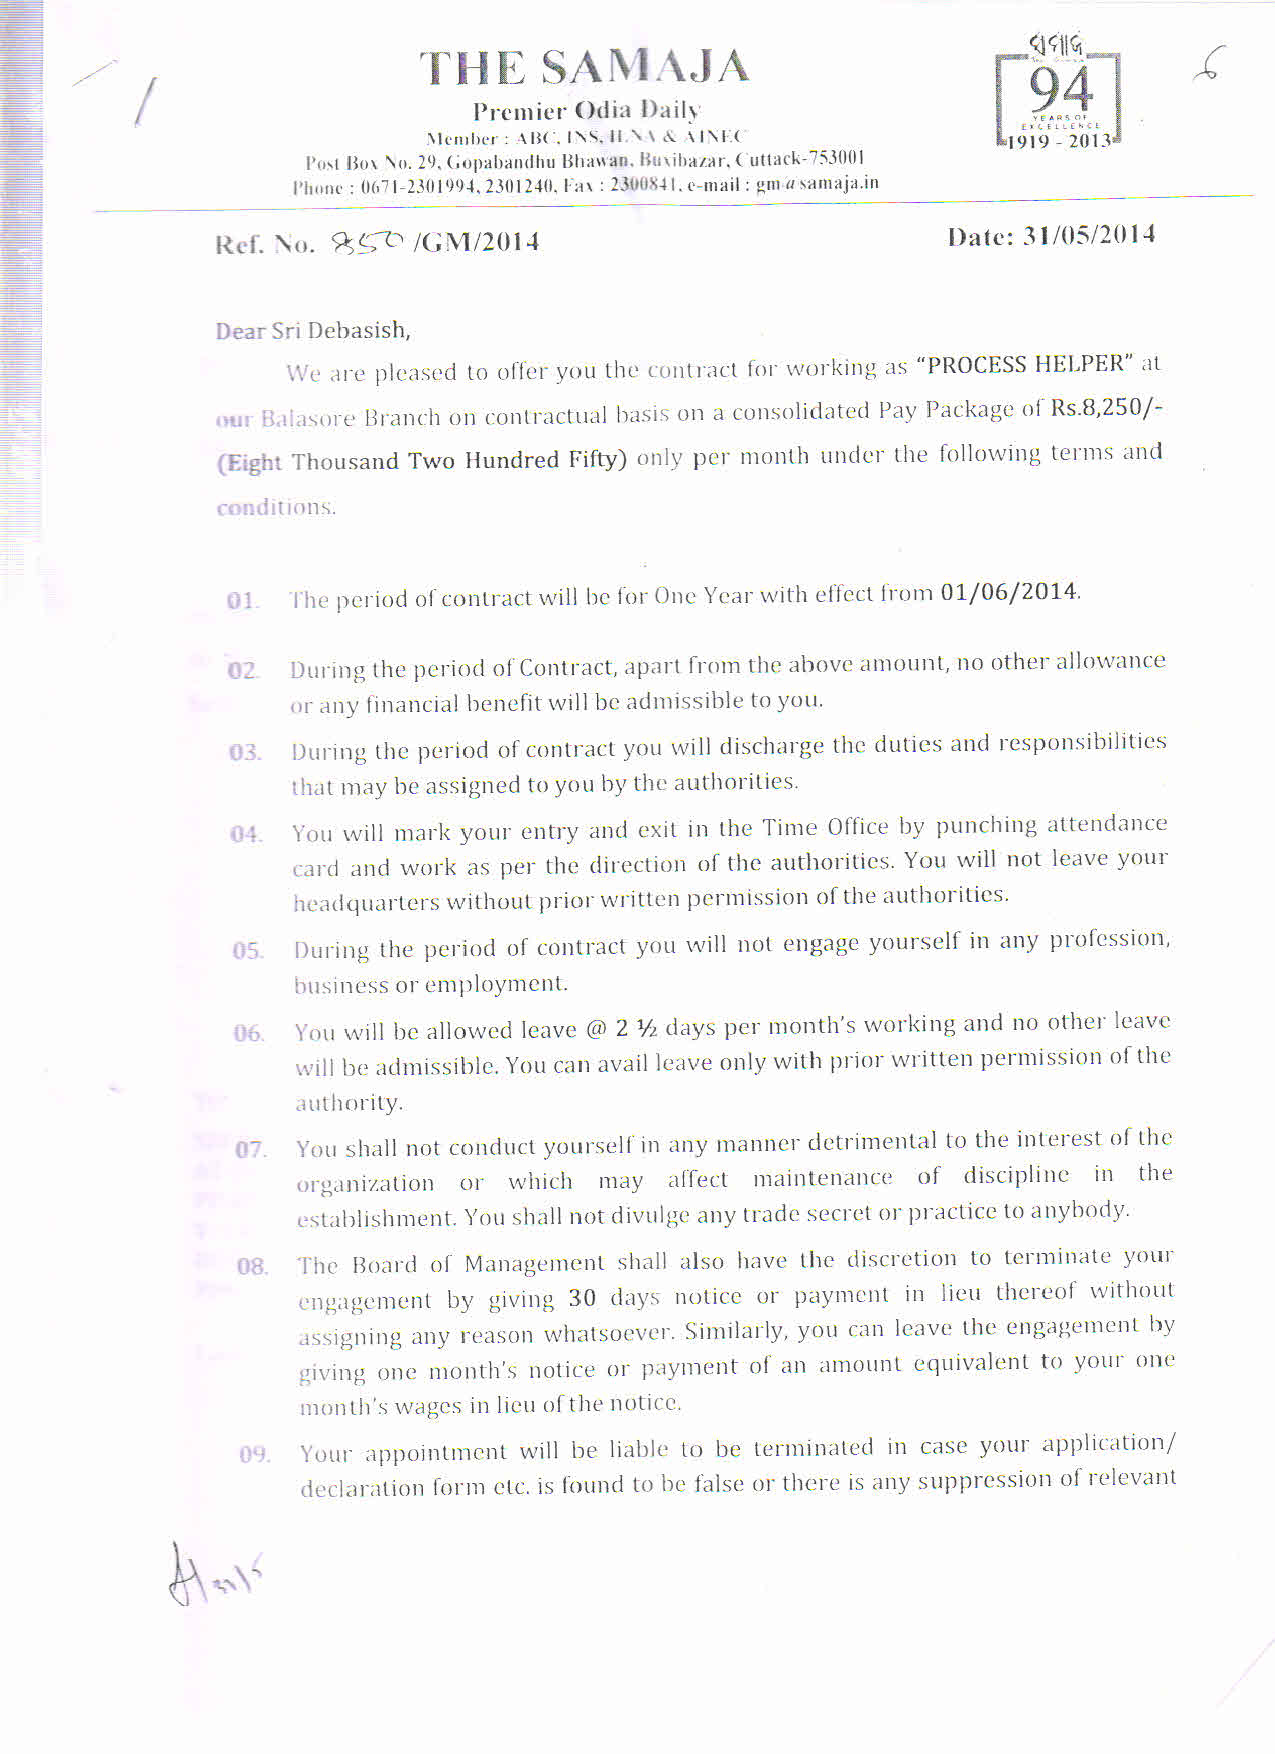 THE SAMAJA
Premier Odia Daily
Member : ABC, INS, ILNA & AINEC
Post Box No. 29, Gopabandhu Bhawan, Buxibazar, Cuttack-753001
Phone : 0671-2301994, 2301240, Fax : 2300841, e-mail : gm@samaja.in
ସମାଜ
94
YEARS OF
EXCELLENCE
1919 - 2013
6
Ref. No. 850 /GM/2014
Date: 31/05/2014
Dear Sri Debasish,
We are pleased to offer you the contract for working as “PROCESS HELPER” at
our Balasore Branch on contractual basis on a consolidated Pay Package of Rs.8,250/-
(Eight Thousand Two Hundred Fifty) only per month under the following terms and
conditions.
01. The period of contract will be for One Year with effect from 01/06/2014.
02. During the period of Contract, apart from the above amount, no other allowance
or any financial benefit will be admissible to you.
03. During the period of contract you will discharge the duties and responsibilities
that may be assigned to you by the authorities.
04. You will mark your entry and exit in the Time Office by punching attendance
card and work as per the direction of the authorities. You will not leave your
headquarters without prior written permission of the authorities.
05. During the period of contract you will not engage yourself in any profession,
business or employment.
06. You will be allowed leave @ 2 ½ days per month's working and no other leave
will be admissible. You can avail leave only with prior written permission of the
authority.
07. You shall not conduct yourself in any manner detrimental to the interest of the
organization or which may affect maintenance of discipline in the
establishment. You shall not divulge any trade secret or practice to anybody.
08. The Board of Management shall also have the discretion to terminate your
engagement by giving 30 days notice or payment in lieu thereof without
assigning any reason whatsoever. Similarly, you can leave the engagement by
giving one month's notice or payment of an amount equivalent to your one
month's wages in lieu of the notice.
09. Your appointment will be liable to be terminated in case your application/
declaration form etc. is found to be false or there is any suppression of relevant